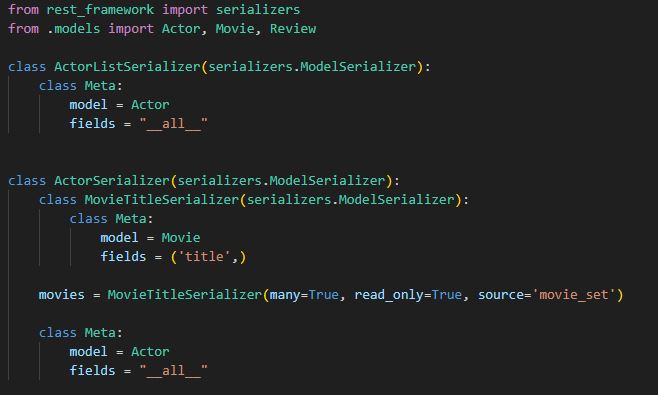 from rest_framework import serializers
from .models import Actor, Movie, Review
class ActorListSerializer(serializers.ModelSerializer):
    class Meta:
        model = Actor
        fields = "__all__"
class ActorSerializer(serializers.ModelSerializer):
    class MovieTitleSerializer(serializers.ModelSerializer):
        class Meta:
            model = Movie
            fields = ('title',)
    movies = MovieTitleSerializer(many=True, read_only=True, source='movie_set')
    class Meta:
        model = Actor
        fields = "__all__"